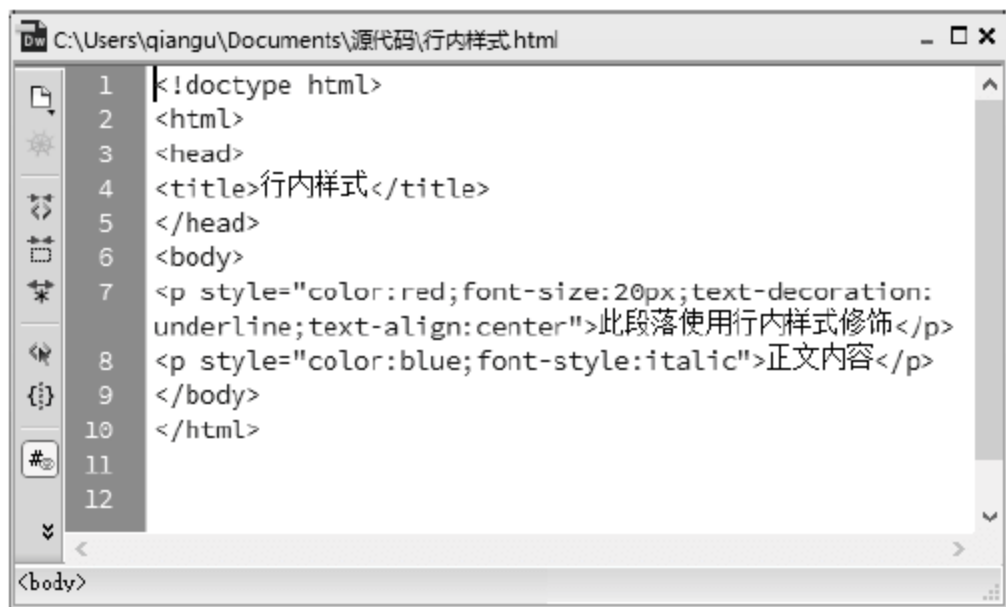 Dw C:\Users\qiangu\Documents\源代码\行内样式.html
1 <!doctype html>
2 <html>
3 <head>
4 <title>行内样式</title>
5 </head>
6 <body>
7 <p style="color:red;font-size:20px;text-decoration:
underline;text-align:center">此段落使用行内样式修饰</p>
8 <p style="color:blue;font-style:italic">正文内容</p>
9 </body>
10 </html>
11
12
<body>